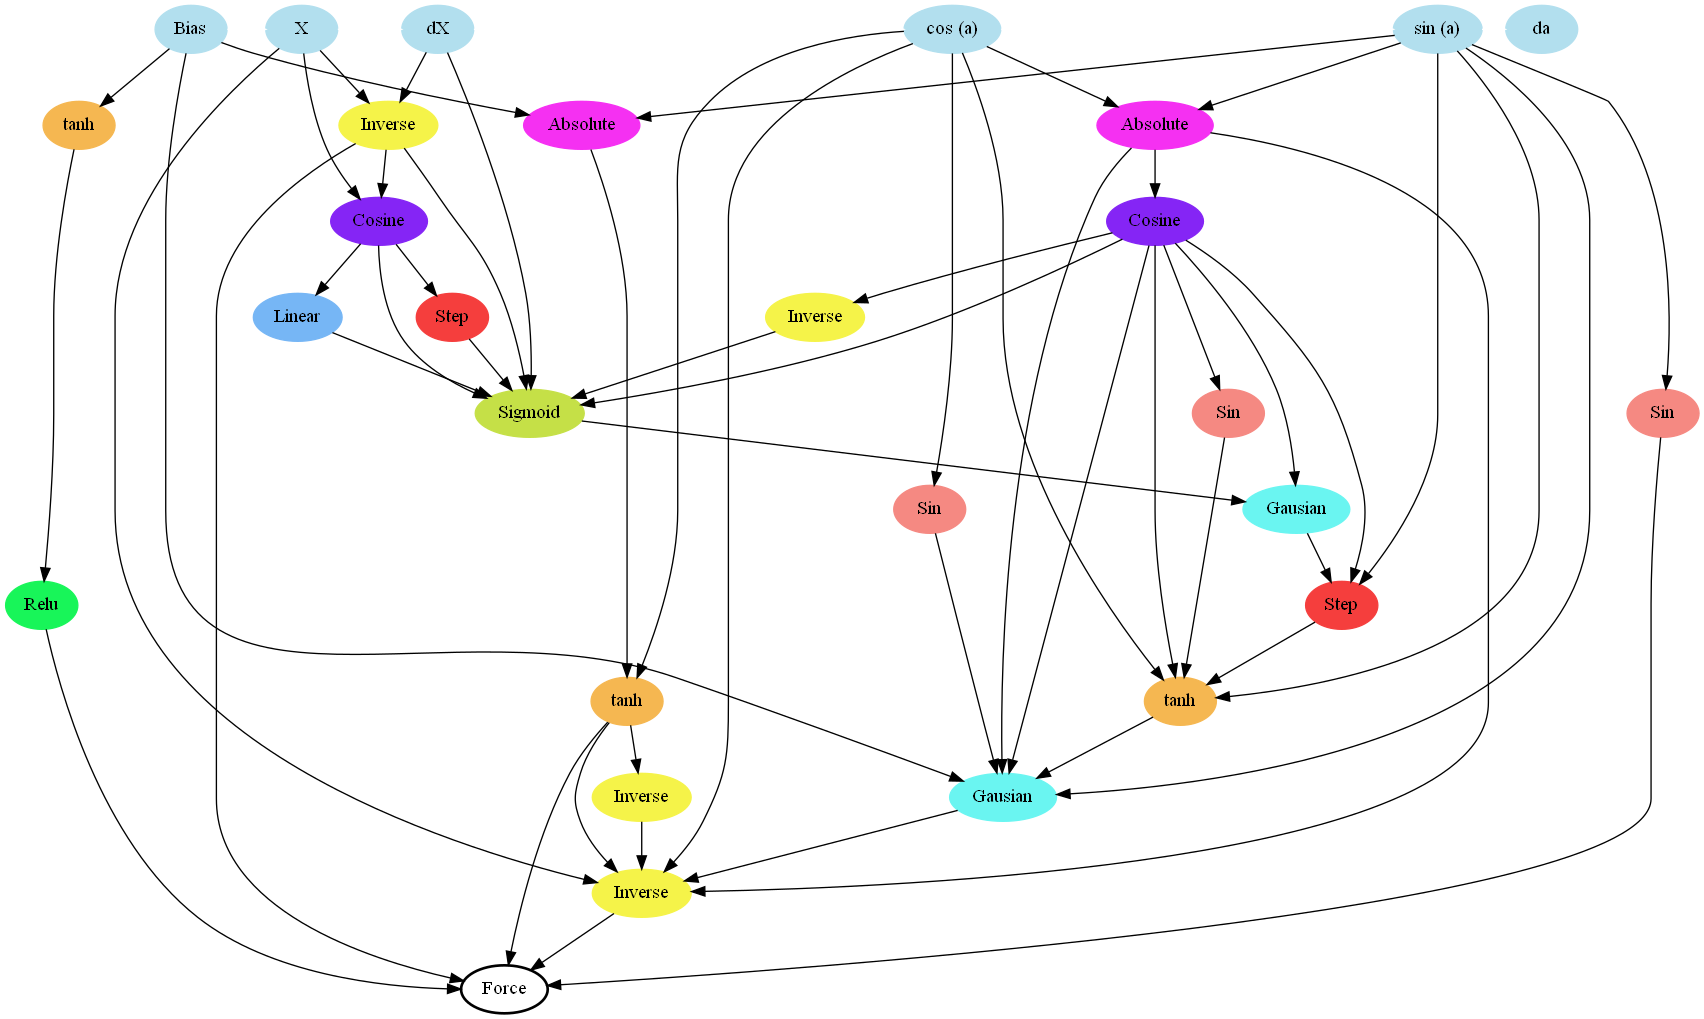 Bias
X
dX
cos (a)
sin (a)
da
tanh
Inverse
Absolute
Absolute
Cosine
Cosine
Linear
Step
Inverse
Sigmoid
Sin
Sin
Sin
Gausian
Relu
Step
tanh
tanh
Inverse
Gausian
Inverse
Force